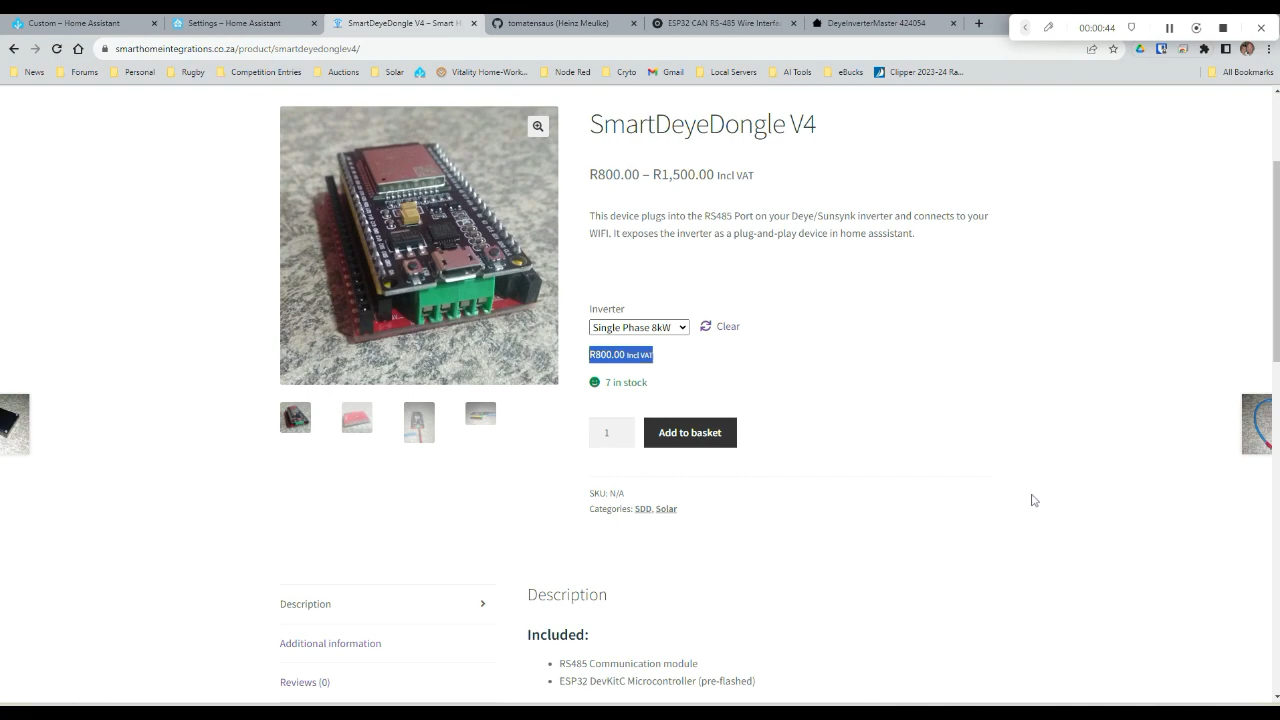 Custom – Home Assistant
Settings – Home Assistant
SmartDeyeDongle V4 – Smart H
tomatensaus (Heinz Meulke)
ESP32 CAN RS-485 Wire Interfa
DeyeInverterMaster 424054
00:00:44
smarthomeintegrations.co.za/product/smartdeyedonglev4/
News
Forums
Personal
Rugby
Competition Entries
Auctions
Solar
Vitality Home-Work...
Node Red
Cryto
Gmail
Local Servers
AI Tools
eBucks
Clipper 2023-24 Ra...
All Bookmarks
SmartDeyeDongle V4
R800.00 – R1,500.00 Incl VAT
This device plugs into the RS485 Port on your Deye/Sunsynk inverter and connects to your
WIFI. It exposes the inverter as a plug-and-play device in home asssistant.
Inverter
Single Phase 8kW
Clear
R800.00 Incl VAT
7 in stock
1
Add to basket
SKU: N/A
Categories: SDD, Solar
Description
Additional information
Reviews (0)
Description
Included:
RS485 Communication module
ESP32 DevKitC Microcontroller (pre-flashed)